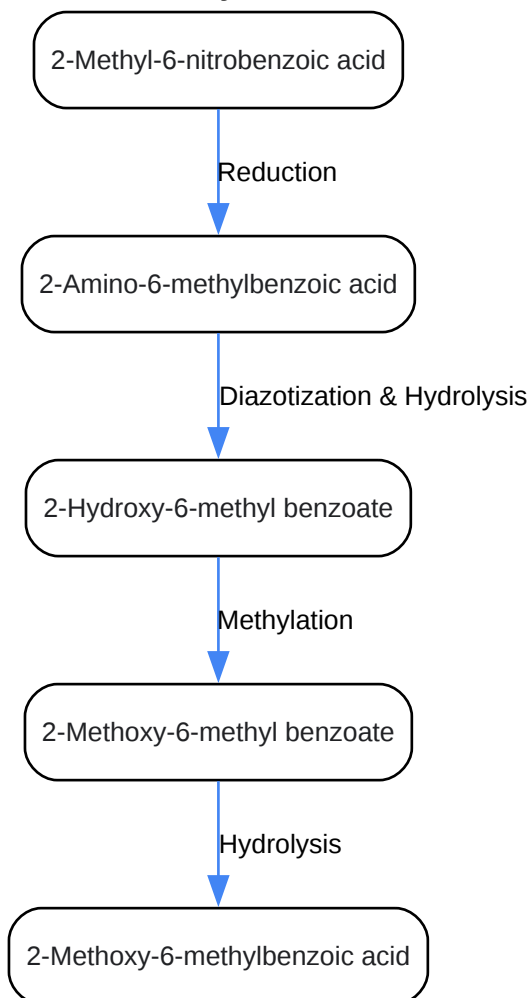 2-Methyl-6-nitrobenzoic acid
Reduction
2-Amino-6-methylbenzoic acid
Diazotization & Hydrolysis
2-Hydroxy-6-methyl benzoate
Methylation
2-Methoxy-6-methyl benzoate
Hydrolysis
2-Methoxy-6-methylbenzoic acid